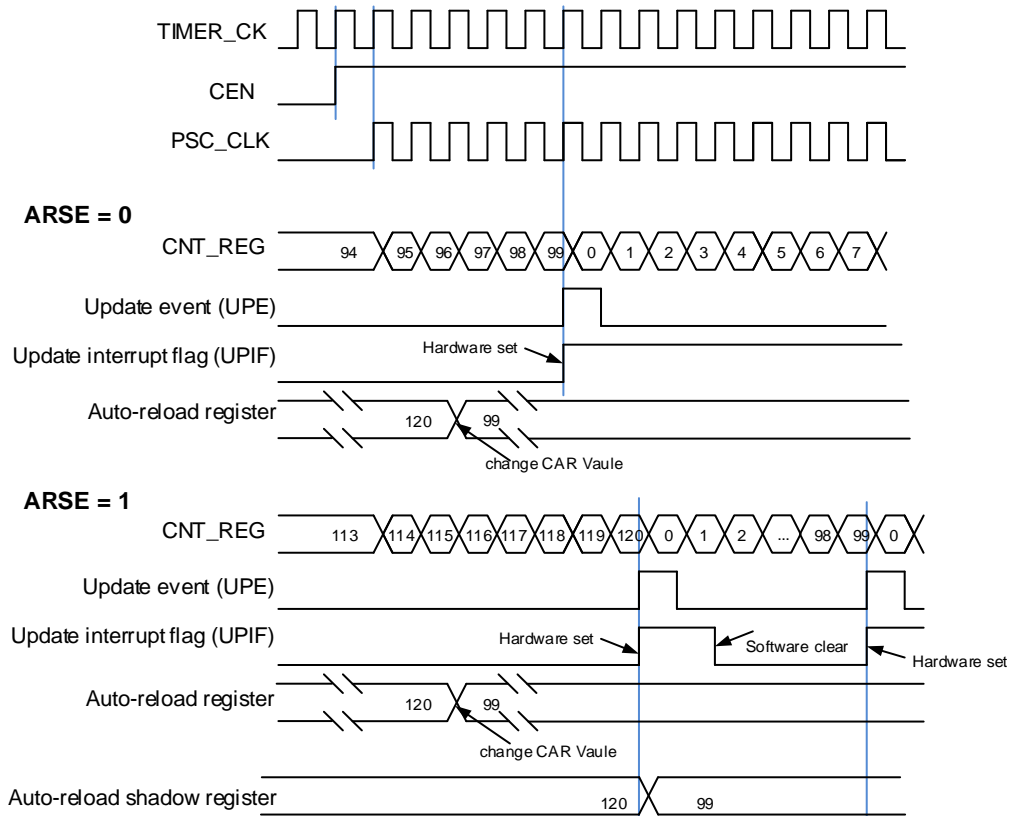 TIMER_CK
CEN
PSC_CLK
ARSE = 0
CNT_REG 94 95 96 97 98 99 0 1 2 3 4 5 6 7
Update event (UPE)
Update interrupt flag (UPIF) Hardware set
Auto-reload register 120 99
change CAR Vaule
ARSE = 1
CNT_REG 113 114 115 116 117 118 119 120 0 1 2 ... 98 99 0
Update event (UPE)
Update interrupt flag (UPIF) Hardware set Software clear Hardware set
Auto-reload register 120 99
change CAR Vaule
Auto-reload shadow register 120 99